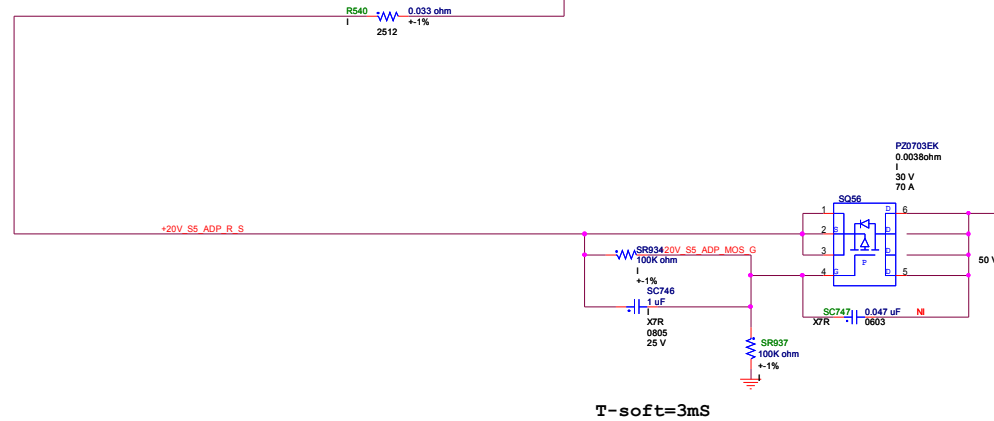 R540
I
0.033 ohm
+-1%
2512
PZ0703EK
0.0038ohm
I
30 V
70 A
SQ56
1
2
3
4
S
G
D
D
D
D
P
6
5
+20V_S5_ADP_R_S
SR934
+20V_S5_ADP_MOS_G
100K ohm
I
+-1%
SC746
1 uF
I
X7R
0805
25 V
SC747
X7R
0.047 uF
0603
NI
50 V
SR937
100K ohm
+-1%
I
T-soft=3mS